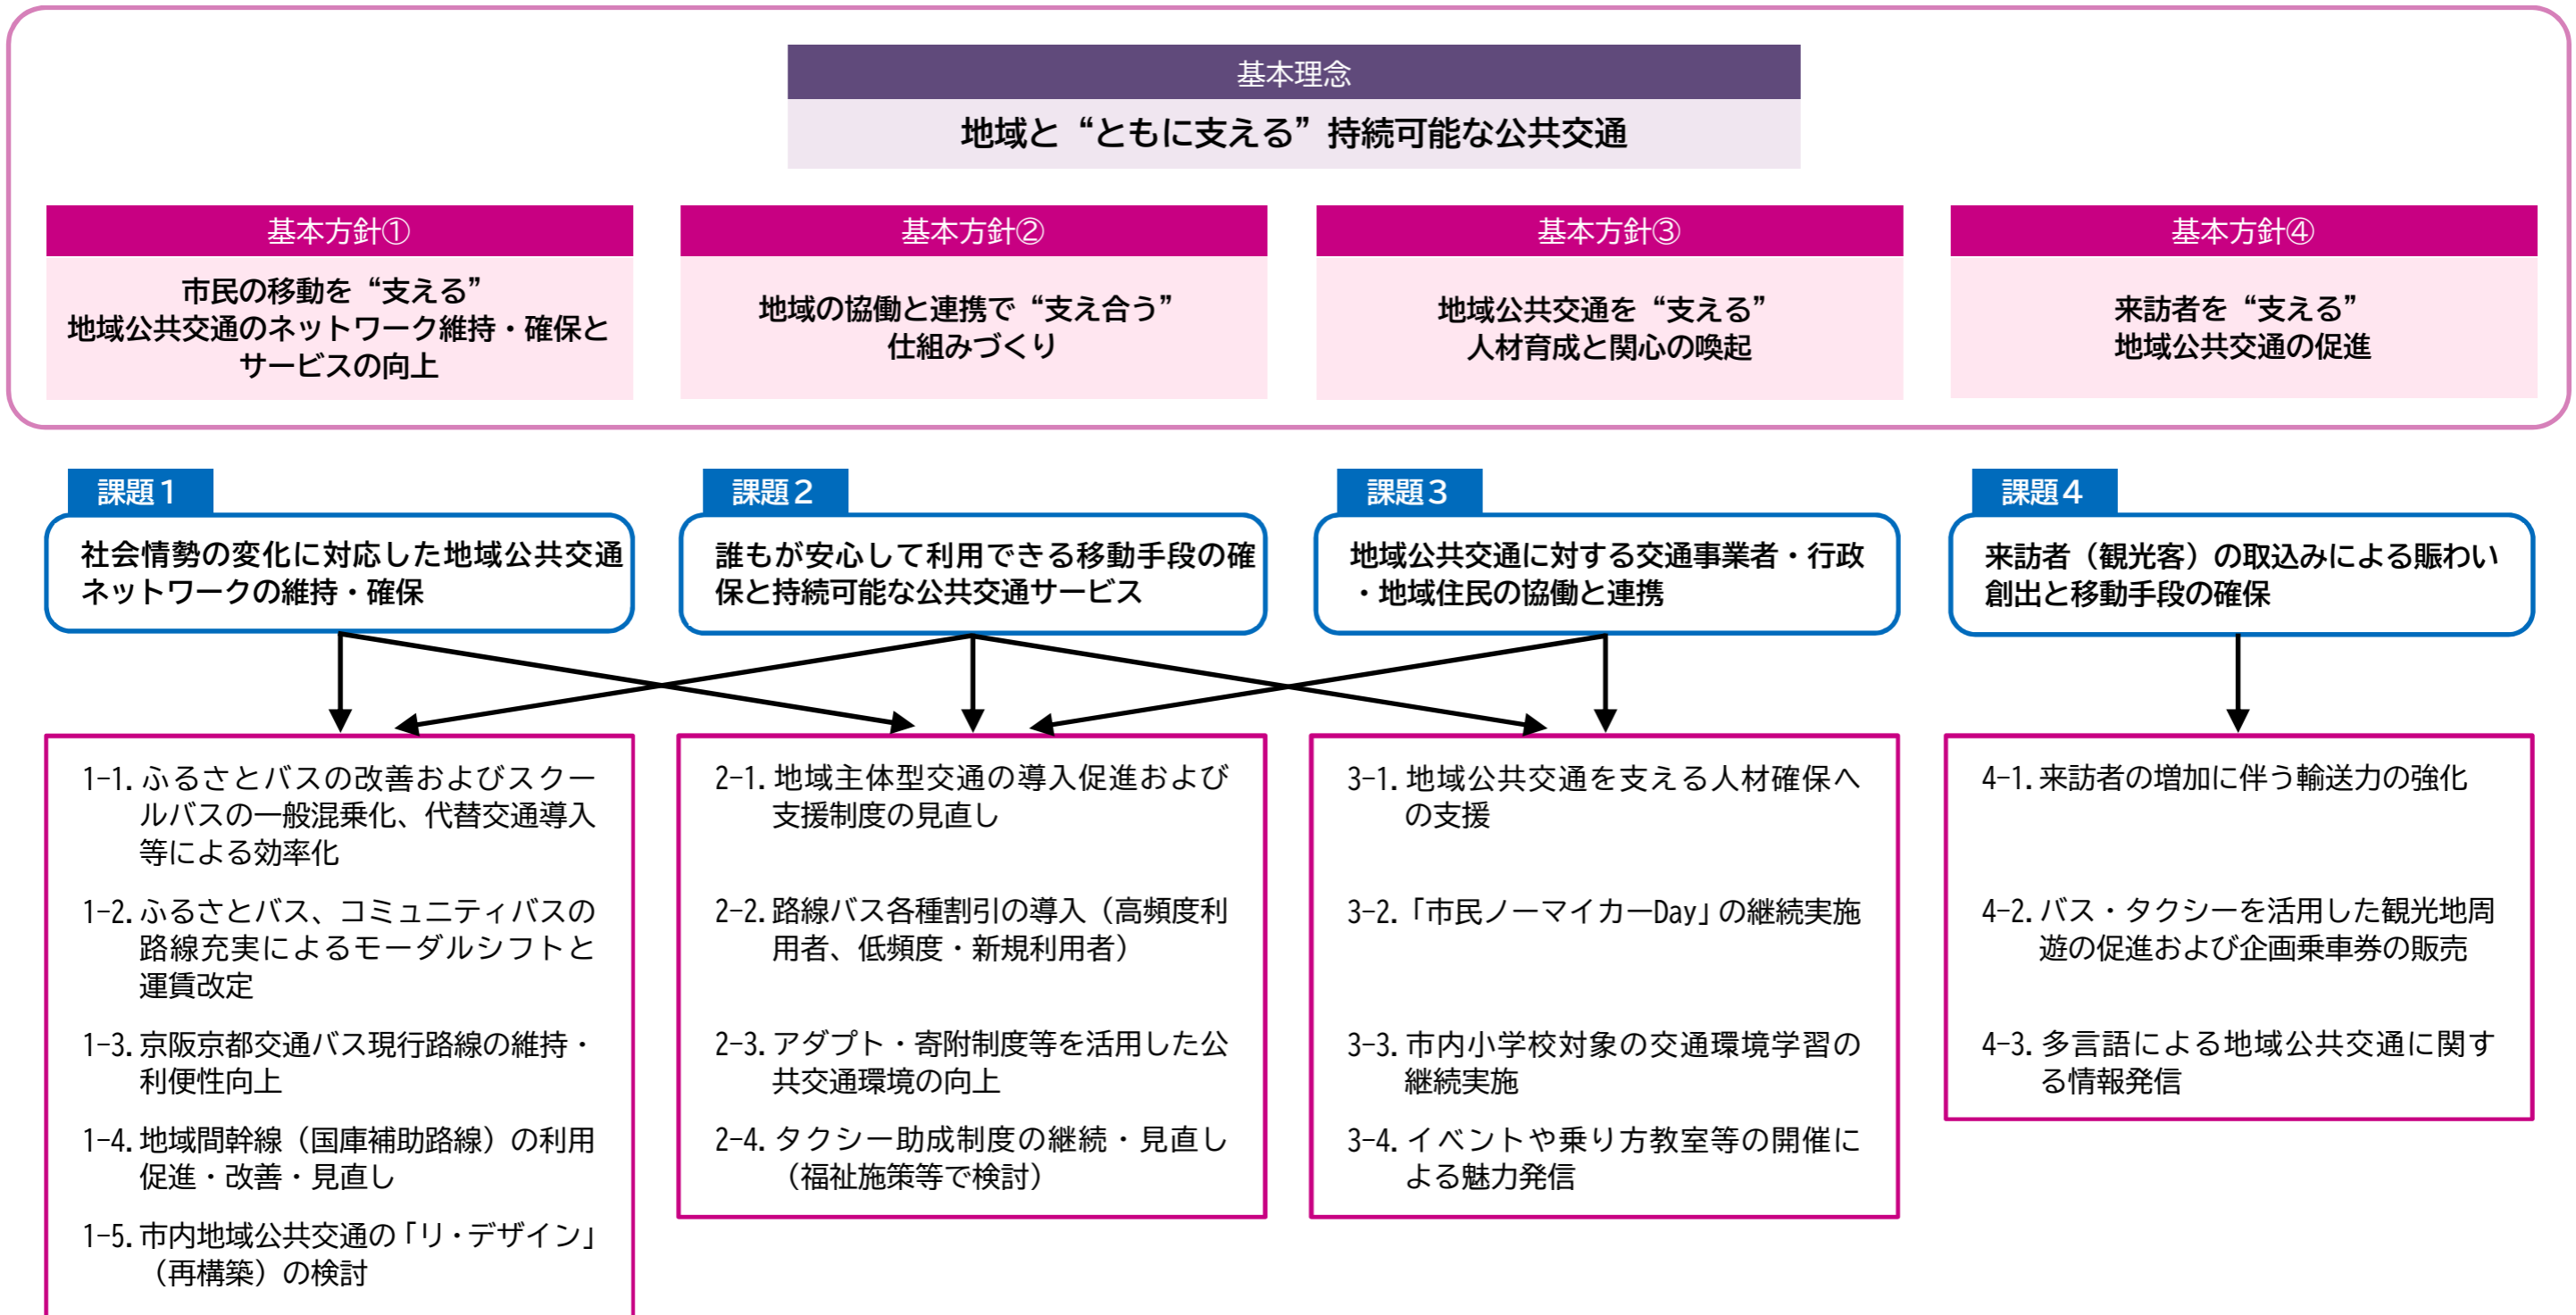 基本理念
地域と“ともに支える”持続可能な公共交通
基本方針①
市民の移動を“支える”
地域公共交通のネットワーク維持・確保と
サービスの向上
基本方針②
地域の協働と連携で“支え合う”
仕組みづくり
基本方針③
地域公共交通を“支える”
人材育成と関心の喚起
基本方針④
来訪者を“支える”
地域公共交通の促進
課題1
社会情勢の変化に対応した地域公共交通
ネットワークの維持・確保
課題2
誰もが安心して利用できる移動手段の確
保と持続可能な公共交通サービス
課題3
地域公共交通に対する交通事業者・行政
・地域住民の協働と連携
課題4
来訪者（観光客）の取込みによる賑わい
創出と移動手段の確保
1-1. ふるさとバスの改善およびスクー
ルバスの一般混乗化、代替交通導入
等による効率化
1-2. ふるさとバス、コミュニティバスの
路線充実によるモーダルシフトと
運賃改定
1-3. 京阪京都交通バス現行路線の維持・
利便性向上
1-4. 地域間幹線（国庫補助路線）の利用
促進・改善・見直し
1-5. 市内地域公共交通の「リ・デザイン」
（再構築）の検討
2-1. 地域主体型交通の導入促進および
支援制度の見直し
2-2. 路線バス各種割引の導入（高頻度利
用者、低頻度・新規利用者）
2-3. アダプト・寄附制度等を活用した公
共交通環境の向上
2-4. タクシー助成制度の継続・見直し
（福祉施策等で検討）
3-1. 地域公共交通を支える人材確保へ
の支援
3-2. 「市民ノーマイカーDay」の継続実施
3-3. 市内小学校対象の交通環境学習の
継続実施
3-4. イベントや乗り方教室等の開催に
よる魅力発信
4-1. 来訪者の増加に伴う輸送力の強化
4-2. バス・タクシーを活用した観光地周
遊の促進および企画乗車券の販売
4-3. 多言語による地域公共交通に関す
る情報発信